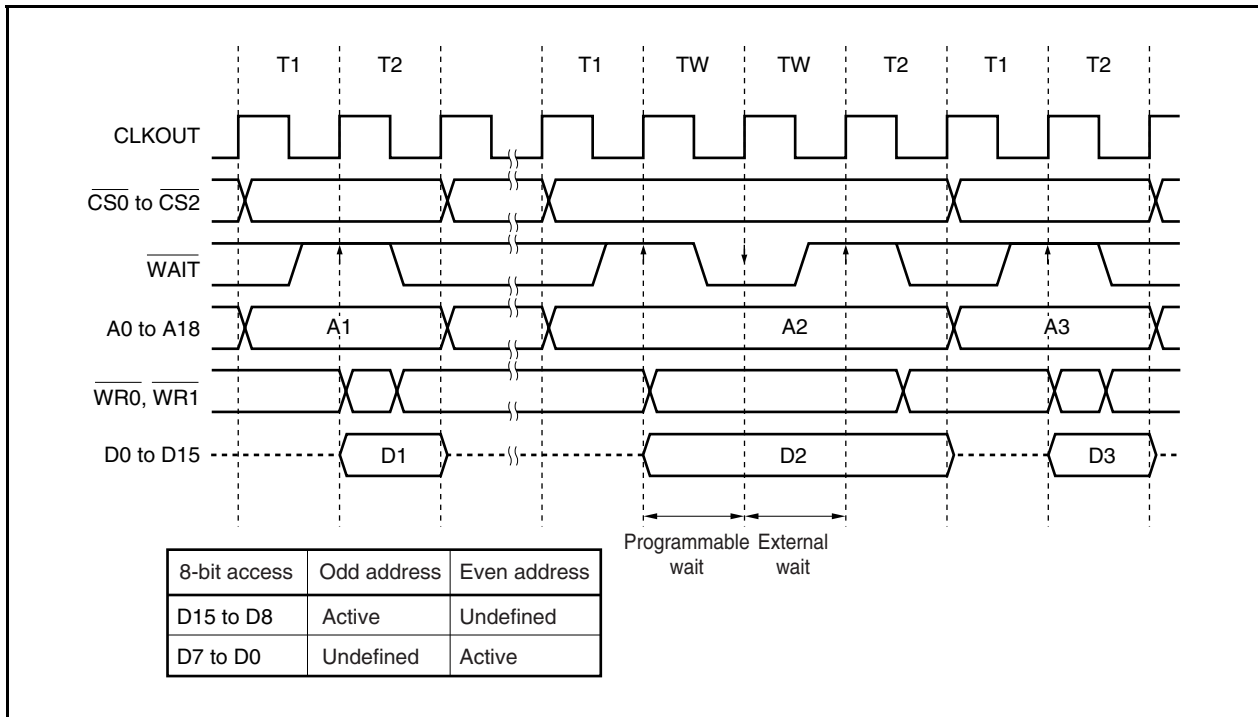 T1 T2 T1 TW TW T2 T1 T2
CLKOUT
CS0 to CS2
WAIT
A0 to A18 A1 A2 A3
WR0, WR1
D0 to D15 D1 D2 D3
Programmable wait
External wait
8-bit access Odd address Even address
D15 to D8 Active Undefined
D7 to D0 Undefined Active